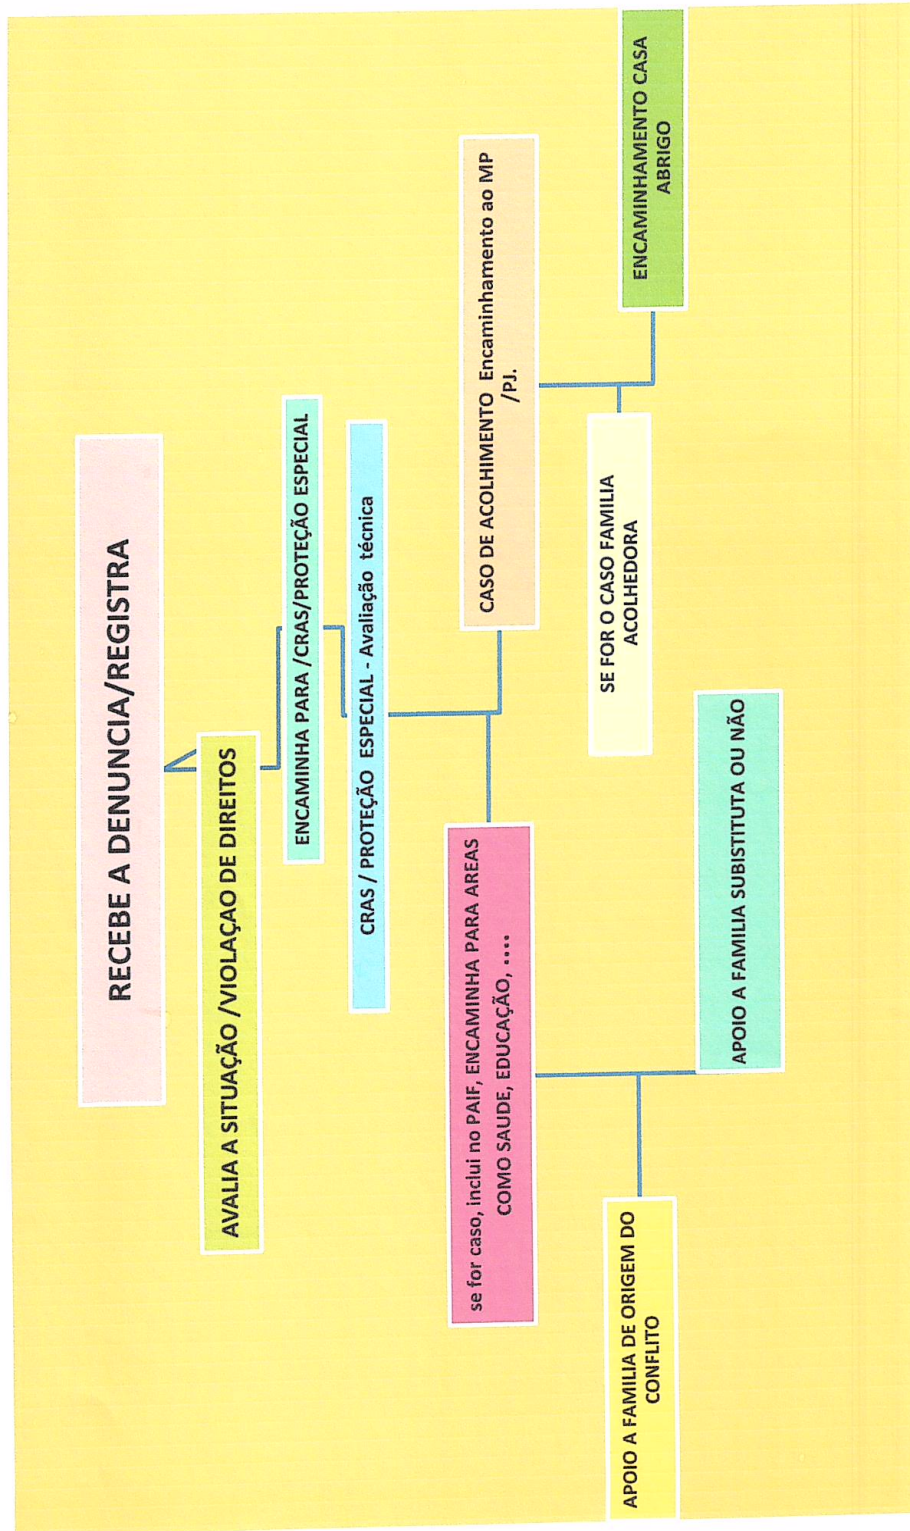 RECEBE A DENUNCIA/REGISTRA
AVALIA A SITUAÇÃO /VIOLAÇAO DE DIREITOS
ENCAMINHA PARA /CRAS/PROTEÇÃO ESPECIAL
CRAS / PROTEÇÃO ESPECIAL - Avaliação técnica
se for caso, inclui no PAIF, ENCAMINHA PARA AREAS
COMO SAUDE, EDUCAÇÃO, ....
CASO DE ACOLHIMENTO Encaminhamento ao MP
/PJ.
APOIO A FAMILIA DE ORIGEM DO
CONFLITO
APOIO A FAMILIA SUBISTITUTA OU NÃO
SE FOR O CASO FAMILIA
ACOLHEDORA
ENCAMINHAMENTO CASA
ABRIGO